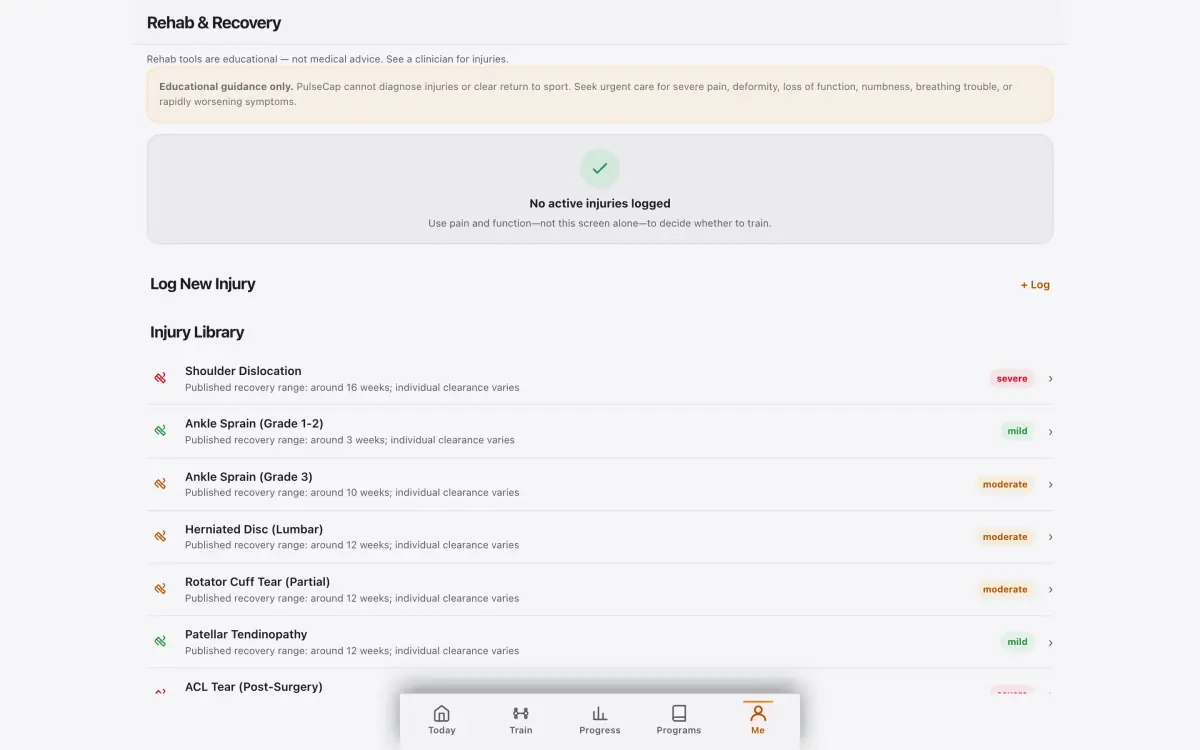 Rehab & Recovery
Rehab tools are educational — not medical advice. See a clinician for injuries.
Educational guidance only. PulseCap cannot diagnose injuries or clear return to sport. Seek urgent care for severe pain, deformity, loss of function, numbness, breathing trouble, or
rapidly worsening symptoms.
No active injuries logged
Use pain and function—not this screen alone—to decide whether to train.
Log New Injury
+ Log
Injury Library
Shoulder Dislocation
Published recovery range: around 16 weeks; individual clearance varies
severe
Ankle Sprain (Grade 1-2)
Published recovery range: around 3 weeks; individual clearance varies
mild
Ankle Sprain (Grade 3)
Published recovery range: around 10 weeks; individual clearance varies
moderate
Herniated Disc (Lumbar)
Published recovery range: around 12 weeks; individual clearance varies
moderate
Rotator Cuff Tear (Partial)
Published recovery range: around 12 weeks; individual clearance varies
moderate
Patellar Tendinopathy
Published recovery range: around 12 weeks; individual clearance varies
mild
ACL Tear (Post-Surgery)
Today
Train
Progress
Programs
Me